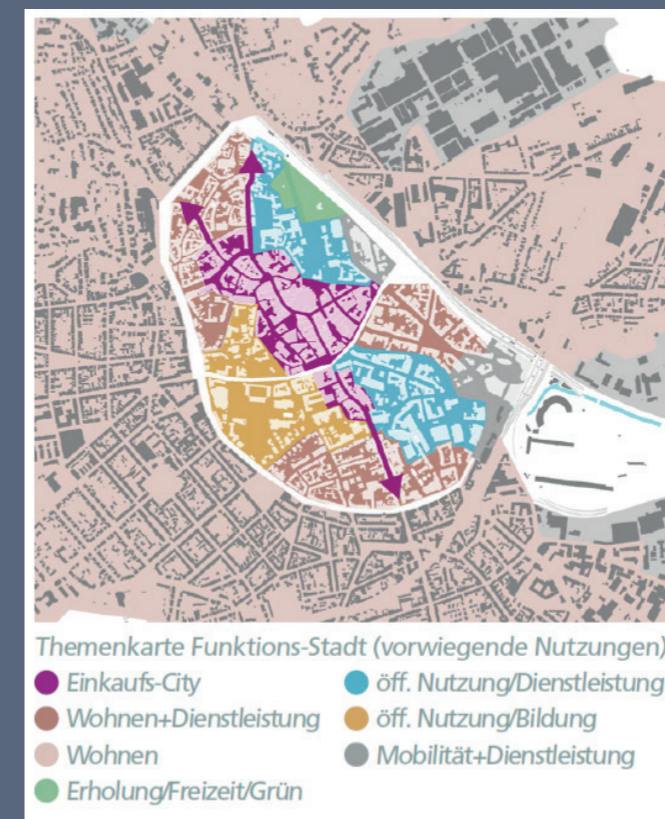 Themenkarte Funktions-Stadt (vorwiegende Nutzungen)
Einkaufs-City
öff. Nutzung/Dienstleistung
Wohnen+Dienstleistung
öff. Nutzung/Bildung
Wohnen
Mobilität+Dienstleistung
Erholung/Freizeit/Grün